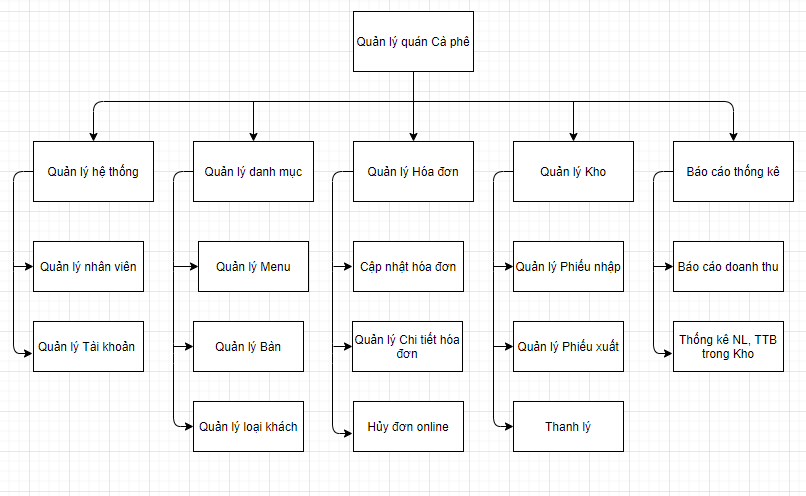 Quản lý quán Cà phê
Quản lý hệ thống
Quản lý danh mục
Quản lý Hóa đơn
Quản lý Kho
Báo cáo thống kê
Quản lý nhân viên
Quản lý Menu
Cập nhật hóa đơn
Quản lý Phiếu nhập
Báo cáo doanh thu
Quản lý Tài khoản
Quản lý Bàn
Quản lý Chi tiết hóa
đơn
Quản lý Phiếu xuất
Thống kê NL, TTB
trong Kho
Quản lý loại khách
Hủy đơn online
Thanh lý